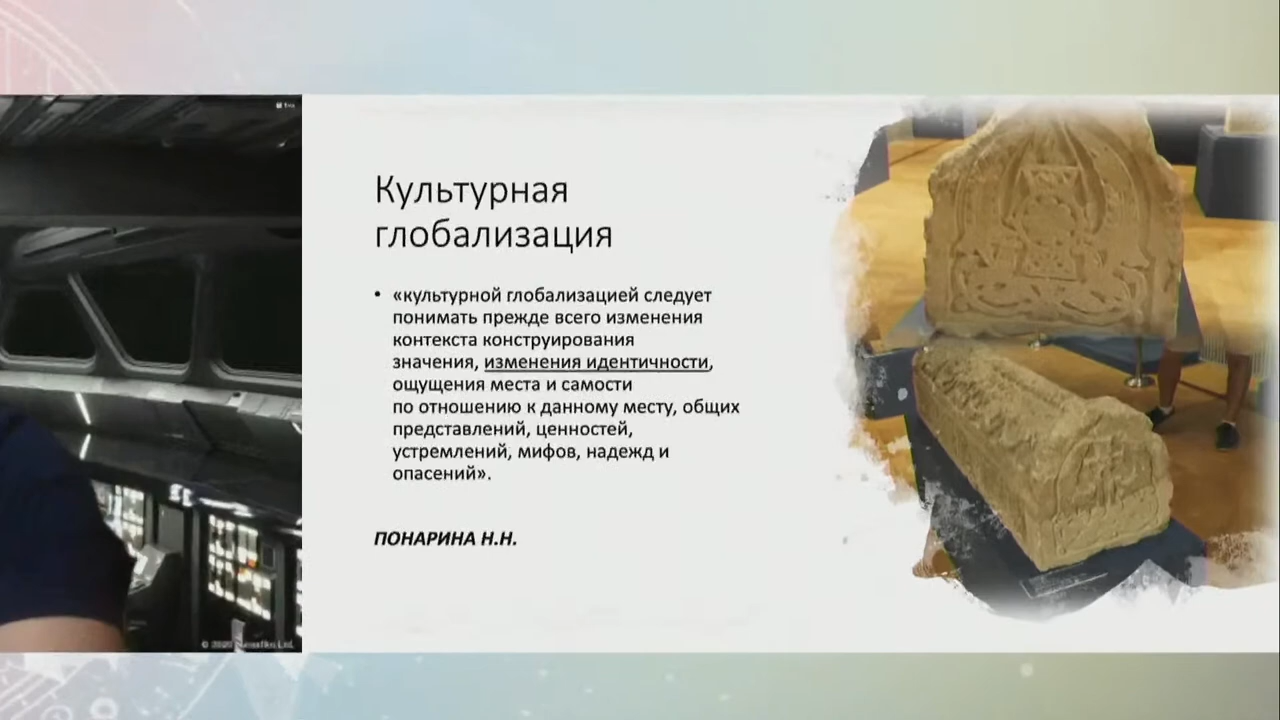 Культурная
глобализация
• «культурной глобализацией следует
понимать прежде всего изменения
контекста конструирования
значения, изменения идентичности,
ощущения места и самости
по отношению к данному месту, общих
представлений, ценностей,
устремлений, мифов, надежд и
опасений».
ПОНАРИНА Н.Н.